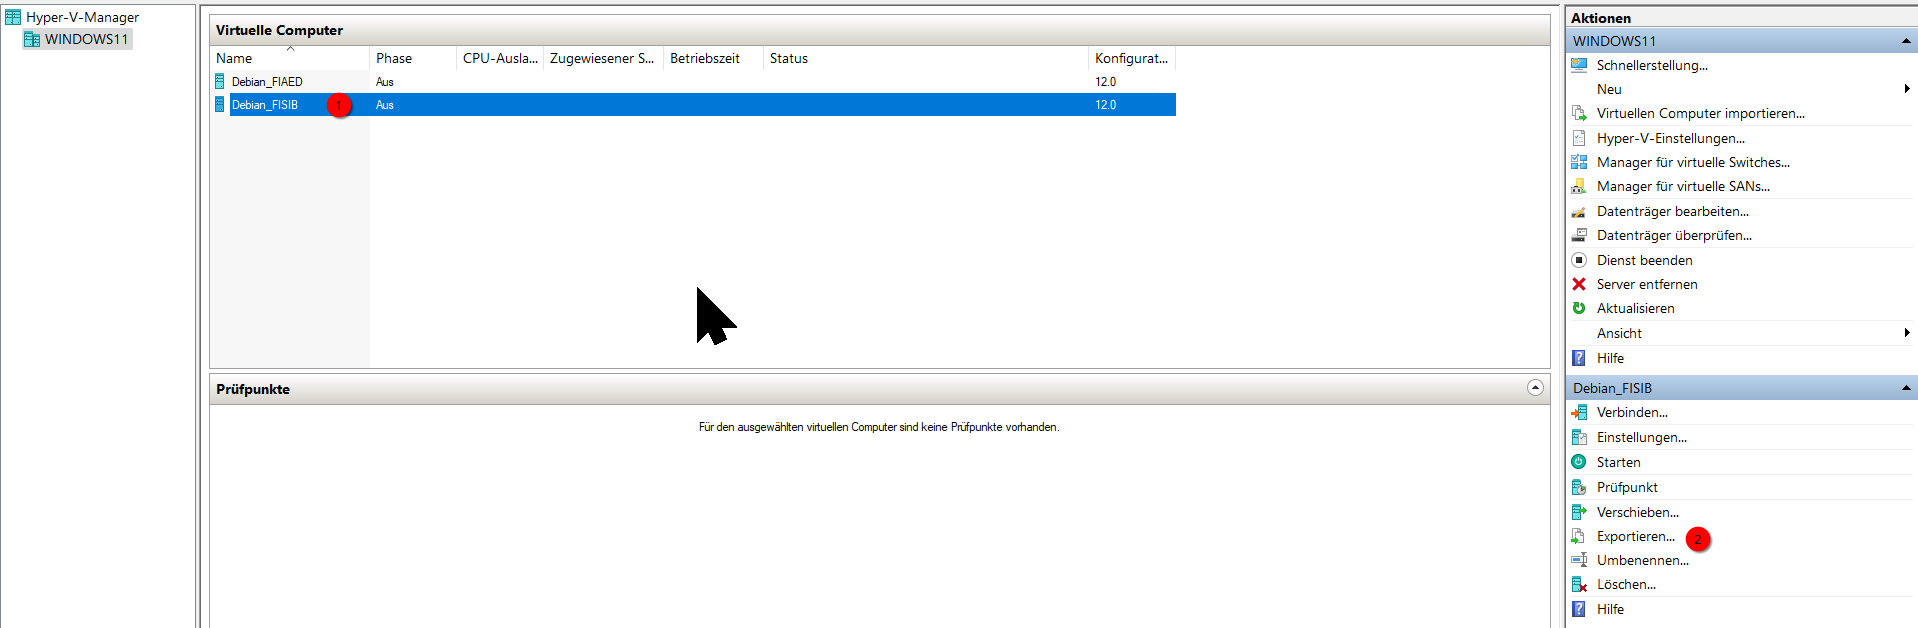 Hyper-V-Manager
WINDOWS11
Virtuelle Computer
Name Phase CPU-Ausla... Zugewiesener S... Betriebszeit Status Konfigurat...
Debian_FIAED Aus 12.0
Debian_FISIB 1 Aus 12.0
Prüfpunkte
Für den ausgewählten virtuellen Computer sind keine Prüfpunkte vorhanden.
Aktionen
WINDOWS11
Schnellerstellung...
Neu
Virtuellen Computer importieren...
Hyper-V-Einstellungen...
Manager für virtuelle Switches...
Manager für virtuelle SANs...
Datenträger bearbeiten...
Datenträger überprüfen...
Dienst beenden
Server entfernen
Aktualisieren
Ansicht
Hilfe
Debian_FISIB
Verbinden...
Einstellungen...
Starten
Prüfpunkt
Verschieben...
Exportieren... 2
Umbenennen...
Löschen...
Hilfe